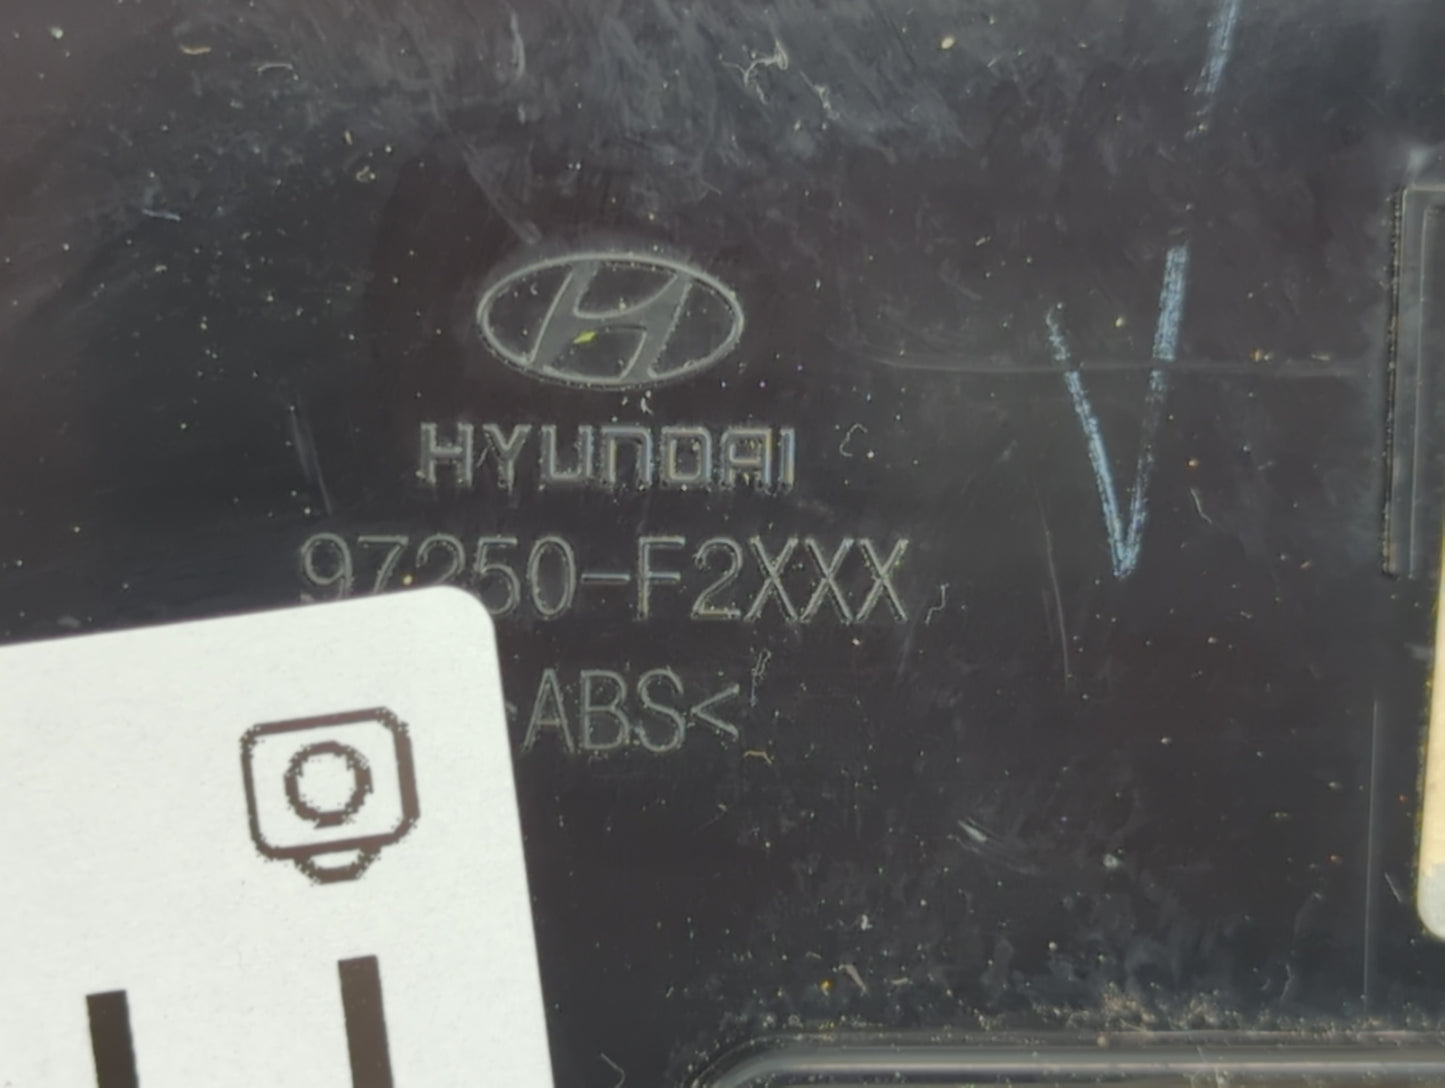 HYUNDAI
97250-F2XXX
>ABS<